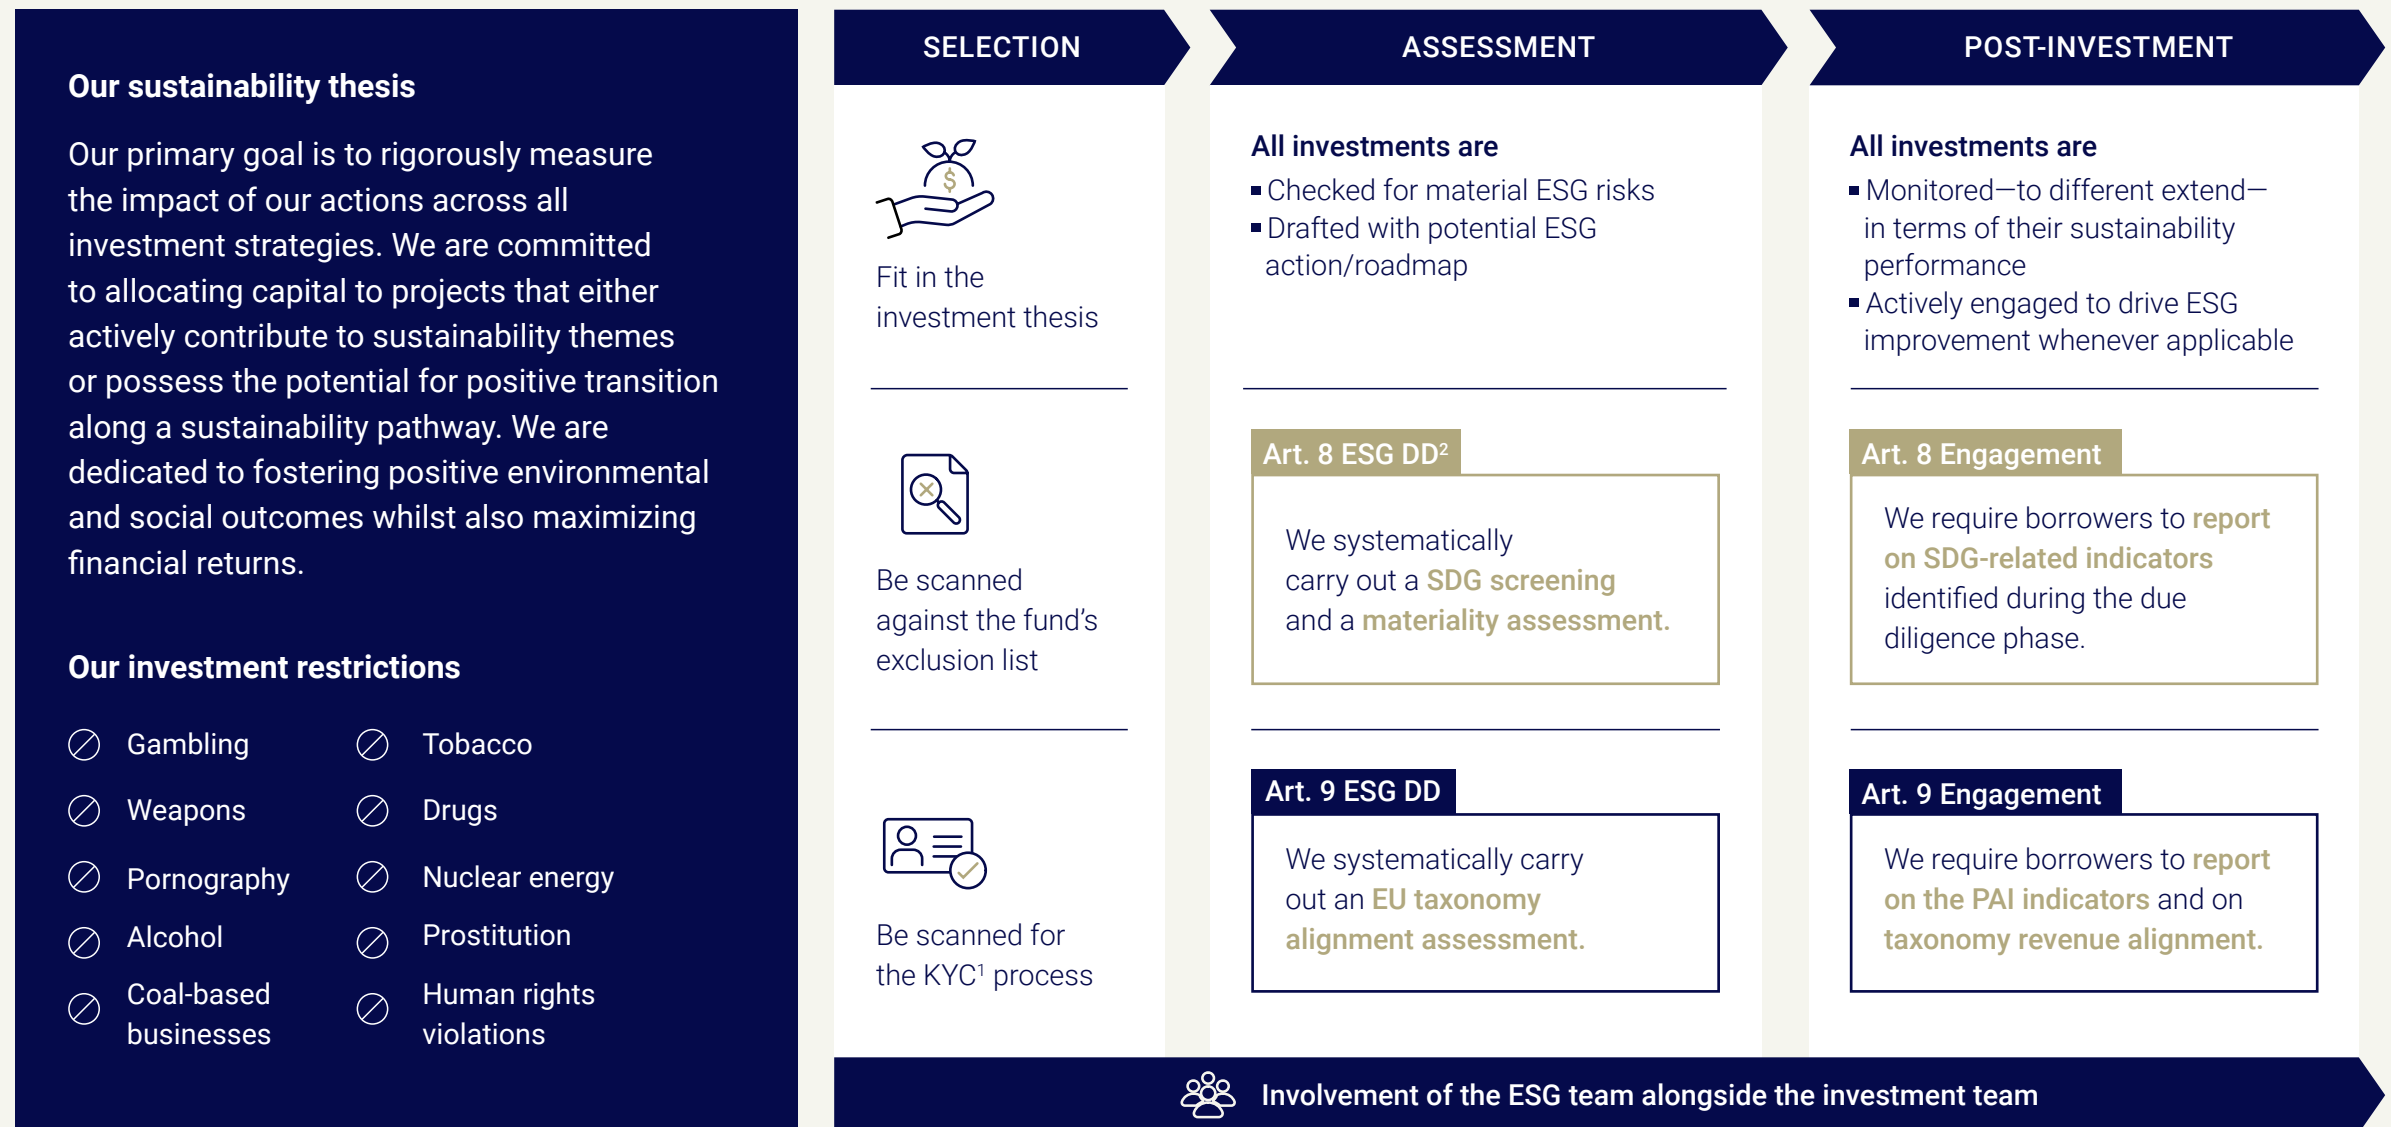 Our sustainability thesis
Our primary goal is to rigorously measure
the impact of our actions across all
investment strategies. We are committed
to allocating capital to projects that either
actively contribute to sustainability themes
or possess the potential for positive transition
along a sustainability pathway. We are
dedicated to fostering positive environmental
and social outcomes whilst also maximizing
financial returns.
Our investment restrictions
Gambling
Tobacco
Weapons
Drugs
Pornography
Nuclear energy
Alcohol
Prostitution
Coal-based
businesses
Human rights
violations
SELECTION
$
Fit in the
investment thesis
Be scanned
against the fund’s
exclusion list
Be scanned for
the KYC¹ process
ASSESSMENT
All investments are
▪ Checked for material ESG risks
▪ Drafted with potential ESG
action/roadmap
Art. 8 ESG DD²
We systematically
carry out a SDG screening
and a materiality assessment.
Art. 9 ESG DD
We systematically carry
out an EU taxonomy
alignment assessment.
POST-INVESTMENT
All investments are
▪ Monitored—to different extend—
in terms of their sustainability
performance
▪ Actively engaged to drive ESG
improvement whenever applicable
Art. 8 Engagement
We require borrowers to report
on SDG-related indicators
identified during the due
diligence phase.
Art. 9 Engagement
We require borrowers to report
on the PAI indicators and on
taxonomy revenue alignment.
Involvement of the ESG team alongside the investment team